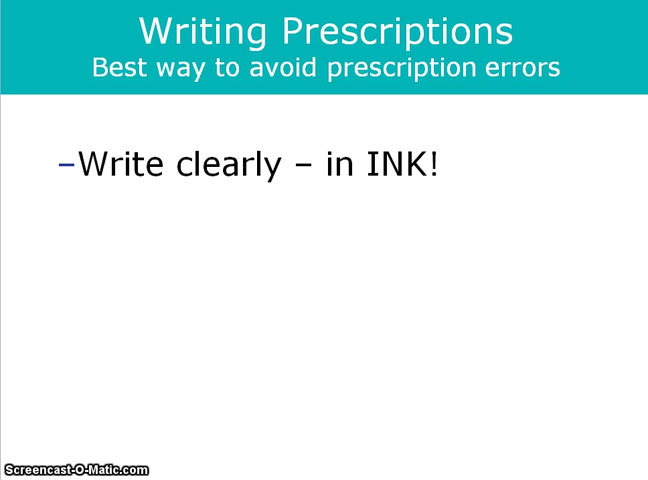 Writing Prescriptions
Best way to avoid prescription errors
–Write clearly – in INK!
Screencast-O-Matic.com